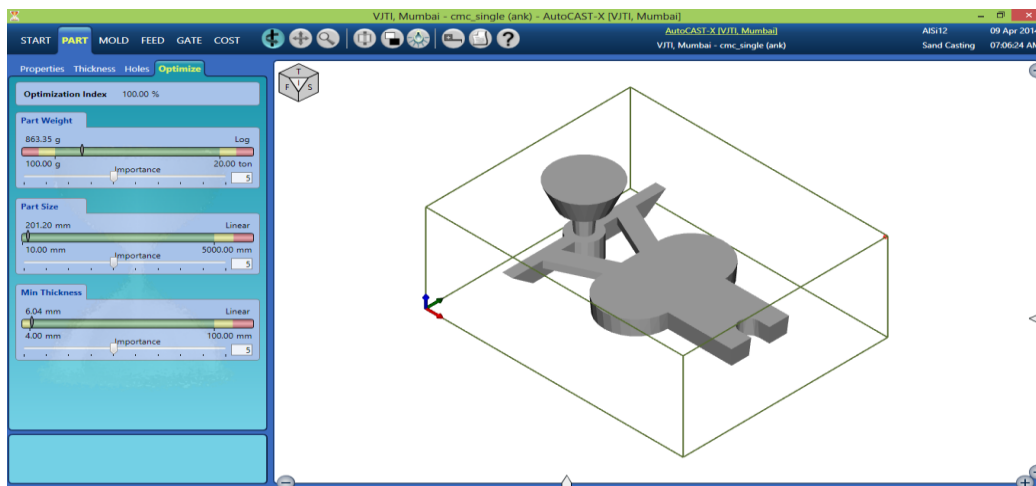 VJTI, Mumbai - cmc_single (ank) - AutoCAST-X [VJTI, Mumbai]
START PART MOLD FEED GATE COST
AutoCAST-X [VJTI, Mumbai]
VJTI, Mumbai - cmc_single (ank)
AlSi12 09 Apr 2014
Sand Casting 07:06:24 AM
Properties Thickness Holes Optimize
Optimization Index 100.00 %
Part Weight
863.35 g Log
100.00 g 20.00 ton
Importance 5
Part Size
201.20 mm Linear
10.00 mm 5000.00 mm
Importance 5
Min Thickness
6.04 mm Linear
4.00 mm 100.00 mm
Importance 5
T
F S